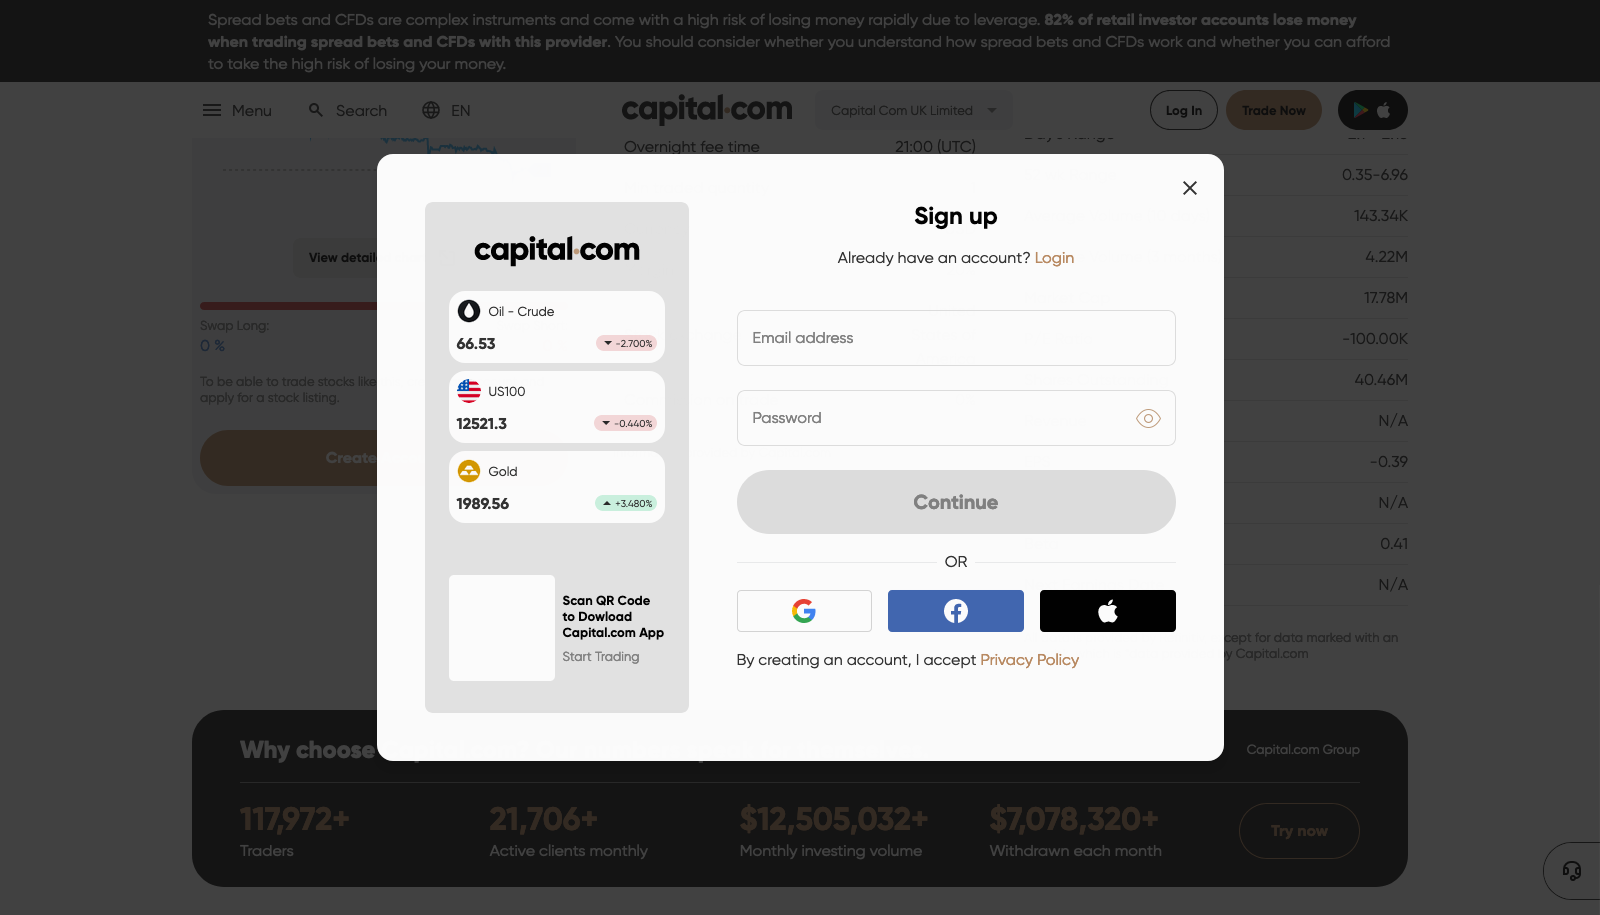 Spread bets and CFDs are complex instruments and come with a high risk of losing money rapidly due to leverage. 82% of retail investor accounts lose money
when trading spread bets and CFDs with this provider. You should consider whether you understand how spread bets and CFDs work and whether you can afford
to take the high risk of losing your money.
Menu
Search
EN
capital.com
Capital Com UK Limited
Log In
Trade Now
Overnight fee time
21:00 (UTC)
0.35-6.96
143.34K
4.22M
17.78M
-100.00K
40.46M
N/A
-0.39
N/A
0.41
N/A
View
Swap Long:
0 %
To be able to trade stocks like
apply for a stock listing.
Create
capital.com
Oil - Crude
66.53
-2.700%
US100
12521.3
-0.440%
Gold
1989.56
+3.480%
Scan QR Code
to Dowload
Capital.com App
Start Trading
Sign up
Already have an account? Login
Email address
Password
Continue
OR
By creating an account, I accept Privacy Policy
for data marked with an
by Capital.com
Why choose
Capital.com Group
117,972+
Traders
21,706+
Active clients monthly
$12,505,032+
Monthly investing volume
$7,078,320+
Withdrawn each month
Try now